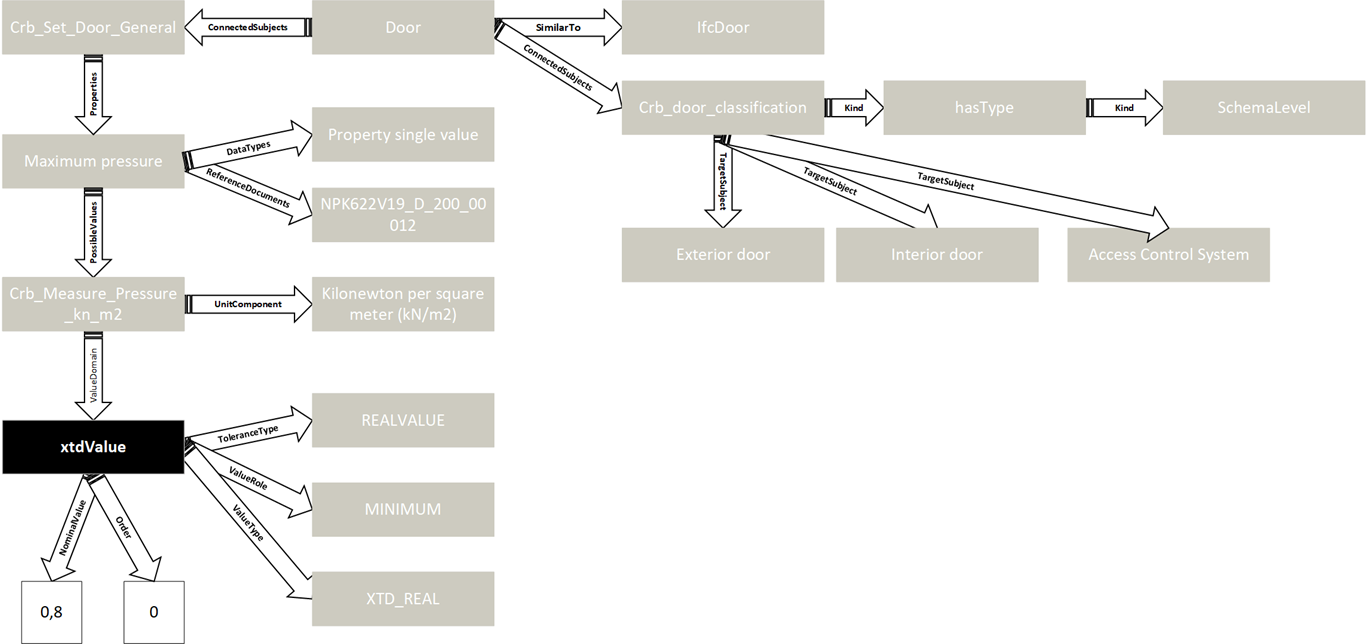 Crb_Set_Door_General
ConnectedSubjects
Door
SimilarTo
IfcDoor
ConnectedSubjects
Properties
Crb_door_classification
Kind
hasType
Kind
SchemaLevel
Maximum pressure
DataTypes
Property single value
ReferenceDocuments
NPK622V19_D_200_00
012
TargetSubject
TargetSubject
TargetSubject
PossibleValues
Exterior door
Interior door
Access Control System
Crb_Measure_Pressure
_kn_m2
UnitComponent
Kilonewton per square
meter (kN/m2)
ValueDomain
xtdValue
ToleranceType
REALVALUE
ValueRole
MINIMUM
ValueType
XTD_REAL
NominalValue
Order
0,8
0